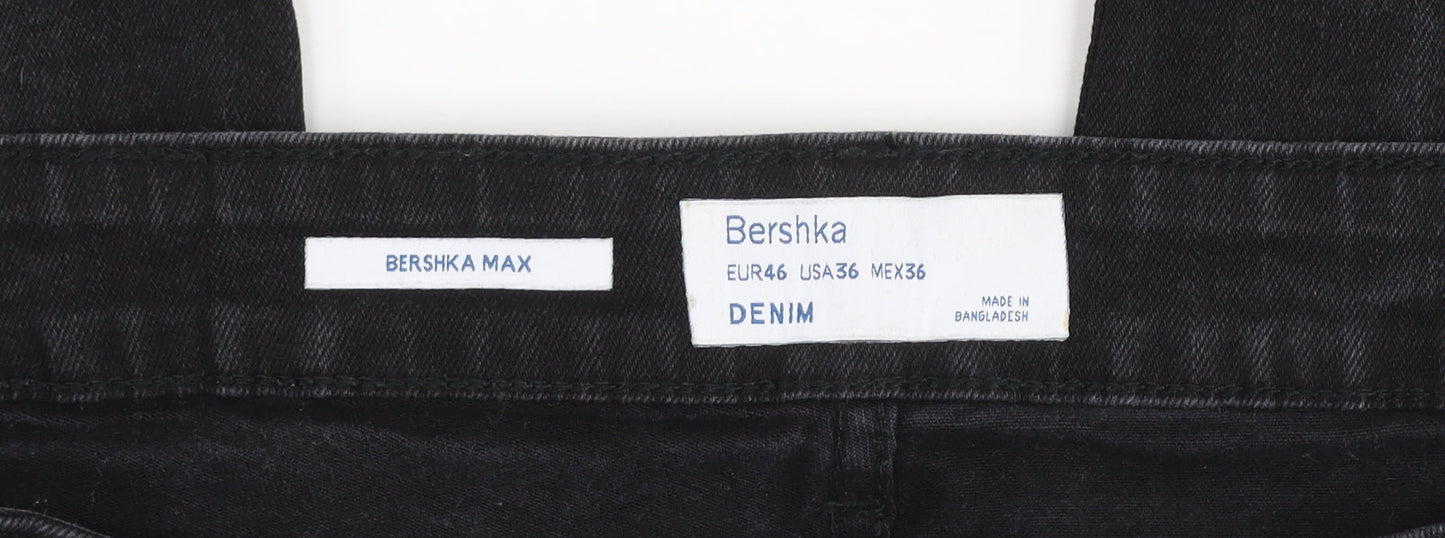 BERSHKA MAX
Bershka
EUR46 USA36 MEX36
DENIM
MADE IN
BANGLADESH